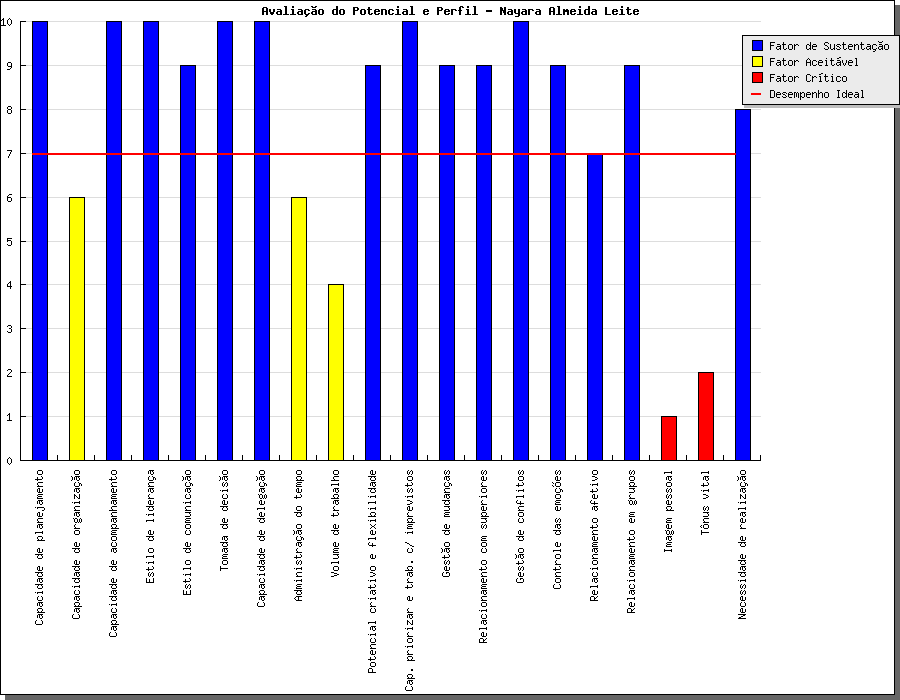 Avaliação do Potencial e Perfil - Nayara Almeida Leite
Fator de Sustentação
Fator Aceitável
Fator Crítico
Desempenho Ideal
10
9
8
7
6
5
4
3
2
1
0
Capacidade de planejamento
Capacidade de organização
Capacidade de acompanhamento
Estilo de liderança
Estilo de comunicação
Tomada de decisão
Capacidade de delegação
Administração do tempo
Volume de trabalho
Potencial criativo e flexibilidade
Cap. priorizar e trab. c/ imprevistos
Gestão de mudanças
Relacionamento com superiores
Gestão de conflitos
Controle das emoções
Relacionamento afetivo
Relacionamento em grupos
Imagem pessoal
Tônus vital
Necessidade de realização